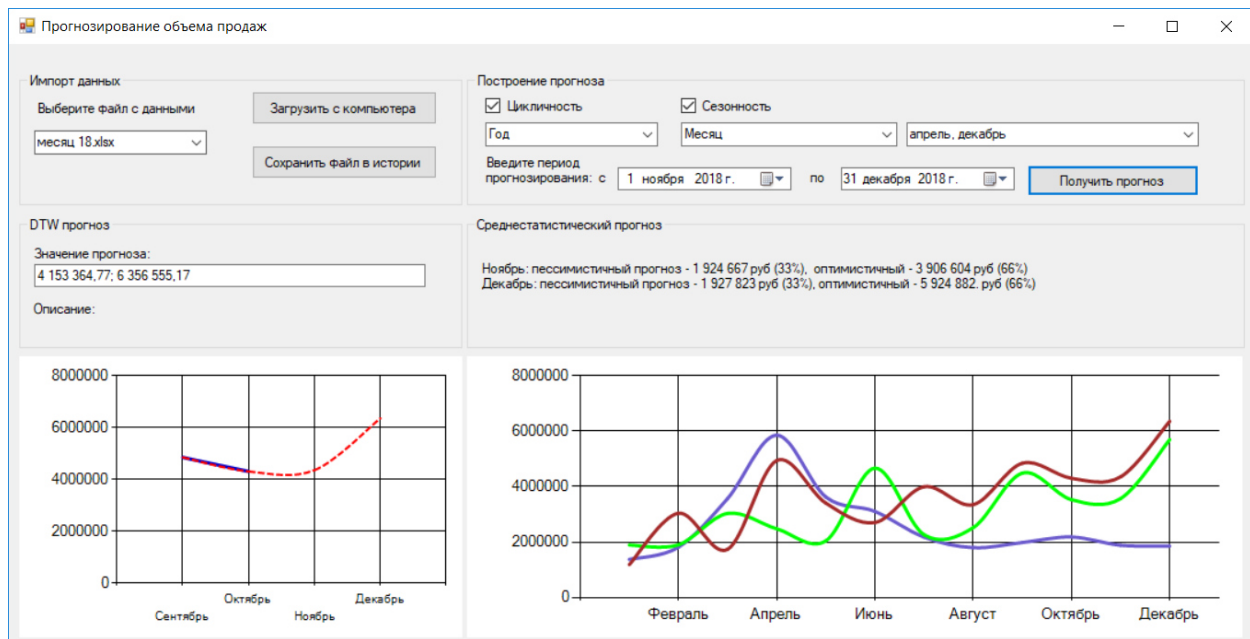 Прогнозирование объема продаж
Импорт данных
Выберите файл с данными
Загрузить с компьютера
месяц 18.xlsx
Сохранить файл в истории
Построение прогноза
Цикличность
Сезонность
Год
Месяц
апрель, декабрь
Введите период
прогнозирования: с
1 ноября 2018 г.
по
31 декабря 2018 г.
Получить прогноз
DTW прогноз
Значение прогноза:
4 153 364,77; 6 356 555,17
Описание:
Среднестатистический прогноз
Ноябрь: пессимистичный прогноз - 1 924 667 руб (33%), оптимистичный - 3 906 604 руб (66%)
Декабрь: пессимистичный прогноз - 1 927 823 руб (33%), оптимистичный - 5 924 882. руб (66%)
8000000
6000000
4000000
2000000
0
Сентябрь
Октябрь
Ноябрь
Декабрь
8000000
6000000
4000000
2000000
0
Февраль
Апрель
Июнь
Август
Октябрь
Декабрь